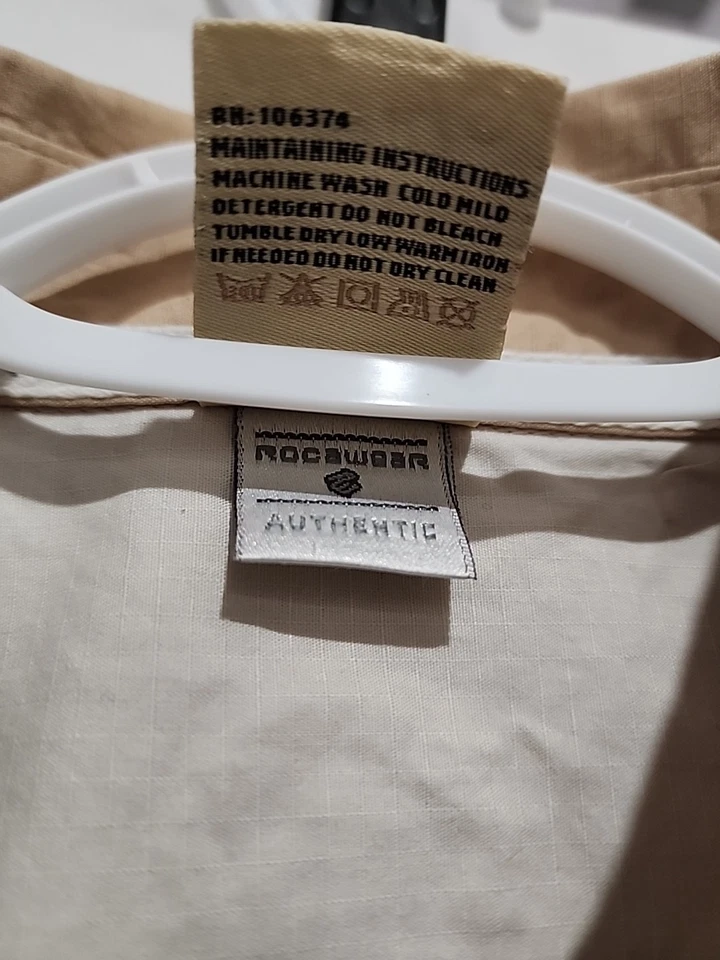 RN:106374
MAINTAINING INSTRUCTIONS
MACHINE WASH COLD MILD
DETERGENT DO NOT BLEACH
TUMBLE DRY LOW WARM IRON
IF NEEDED DO NOT DRY CLEAN
ROCAWEAR
AUTHENTIC